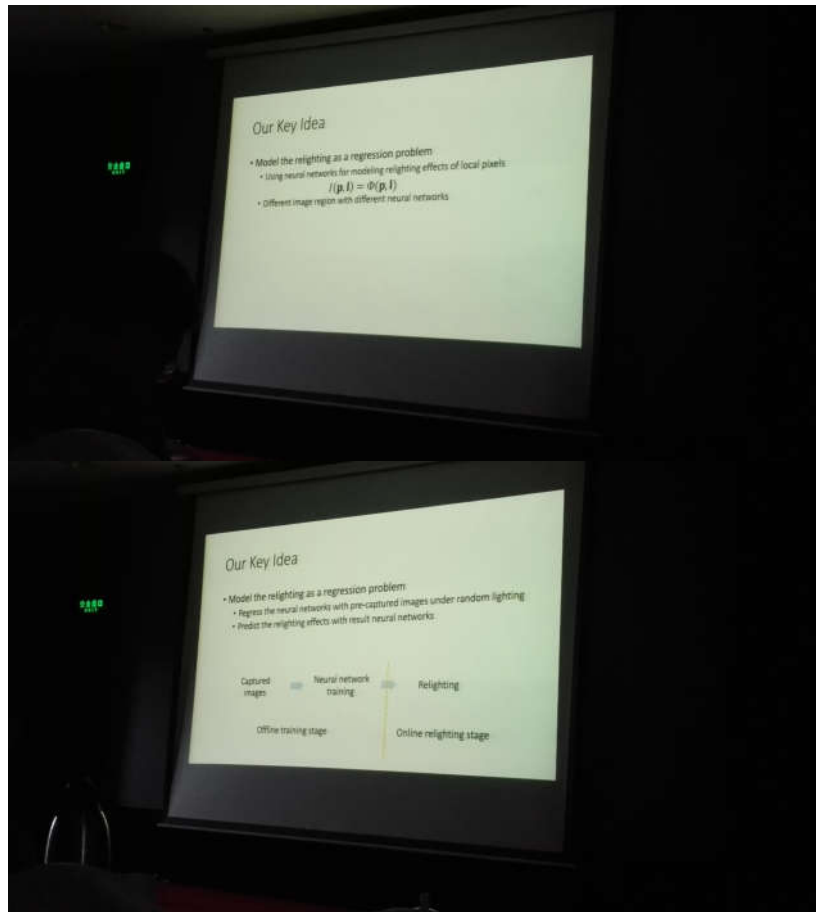 Our Key Idea
• Model the relighting as a regression problem
• Using neural networks for modeling relighting effects of local pixels
I(p, l) = Φ(p, l)
• Different image region with different neural networks
Our Key Idea
• Model the relighting as a regression problem
• Regress the neural networks with pre-captured images under random lighting
• Predict the relighting effects with result neural networks
Captured images
Neural network training
Relighting
Offline training stage
Online relighting stage